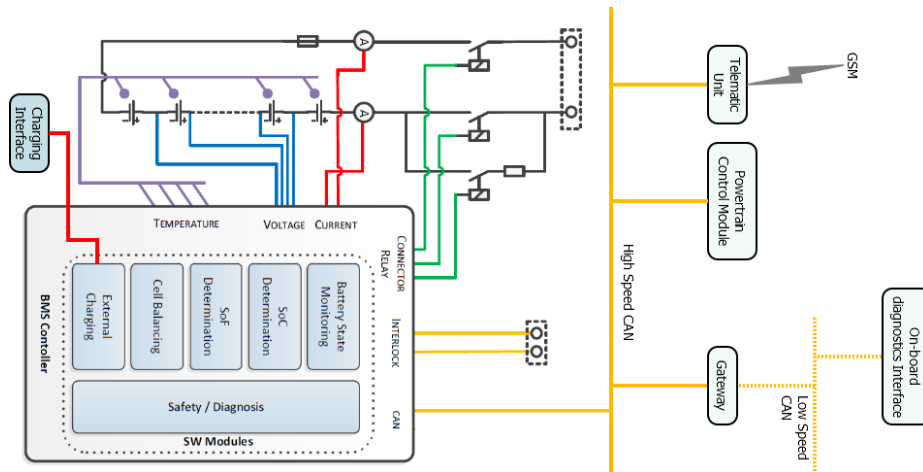 GSM
Telematic
Unit
A
Charging
Interface
A
Powertrain
Control Module
TEMPERATURE
VOLTAGE
CURRENT
CONNECTOR
RELAY
High Speed CAN
BMS Contoller
External
Charging
Cell Balancing
SoF
Determination
SoC
Determination
Battery State
Monitoring
INTERLOCK
On-board
diagnostics Interface
Gateway
Low Speed
CAN
Safety / Diagnosis
CAN
SW Modules